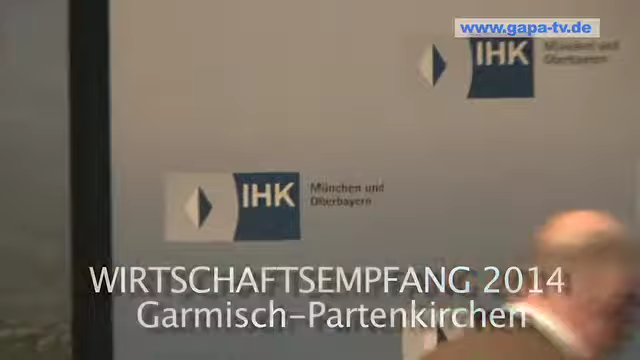 www.gapa-tv.de
IHK
München und
Oberbayern
IHK
München und
Oberbayern
WIRTSCHAFTSEMPFANG 2014
Garmisch-Partenkirchen